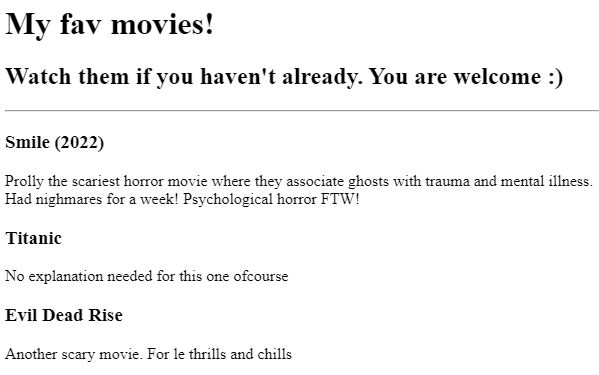 My fav movies!
Watch them if you haven't already. You are welcome :)
Smile (2022)
Prolly the scariest horror movie where they associate ghosts with trauma and mental illness.
Had nighmares for a week! Psychological horror FTW!
Titanic
No explanation needed for this one ofcourse
Evil Dead Rise
Another scary movie. For le thrills and chills